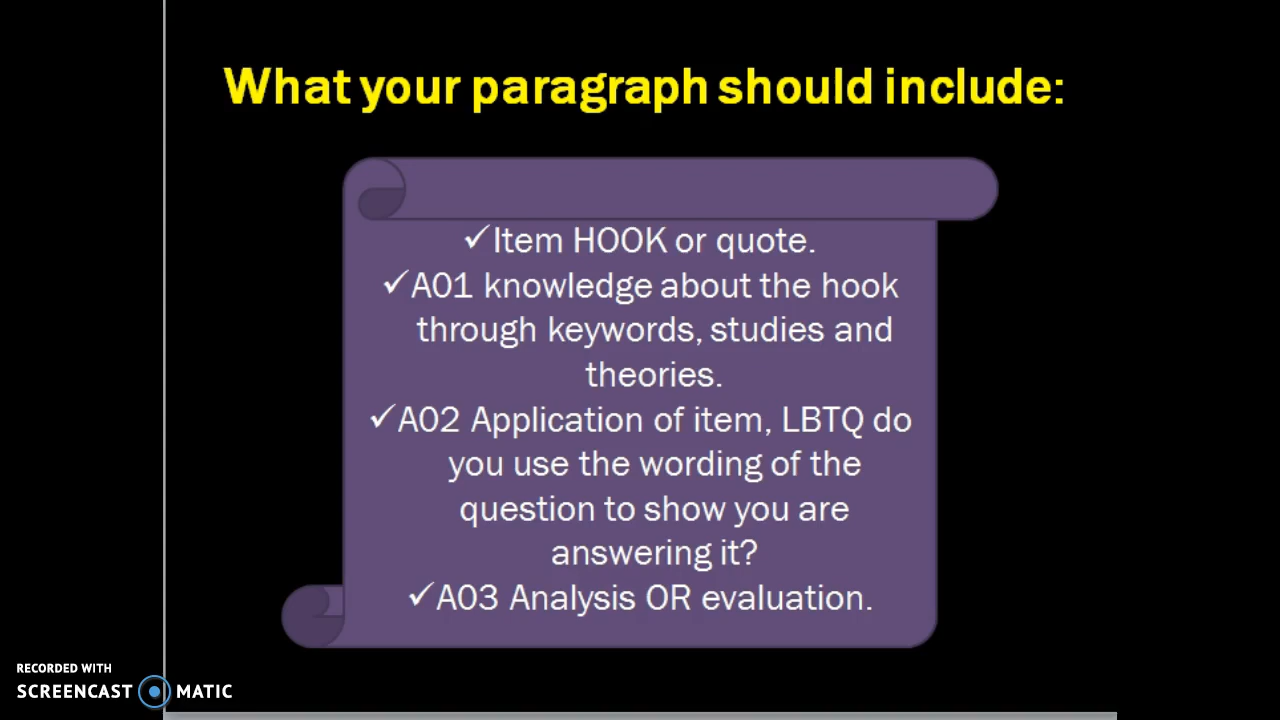 What your paragraph should include:
✓Item HOOK or quote.
✓A01 knowledge about the hook
through keywords, studies and
theories.
✓A02 Application of item, LBTQ do
you use the wording of the
question to show you are
answering it?
✓A03 Analysis OR evaluation.
RECORDED WITH
SCREENCAST MATIC